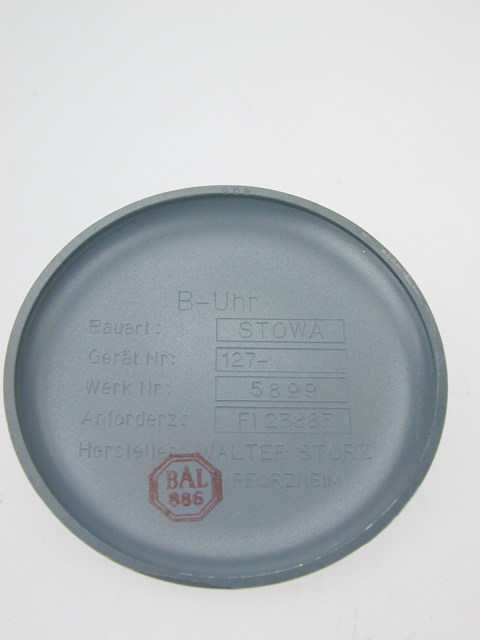 B-Uhr
Bauart: STOWA
Gerät Nr: 127-
Werk Nr: 5899
Anforderz: Fl 23883
Hersteller: WALTER STORZ
PFORZHEIM
BAL
886